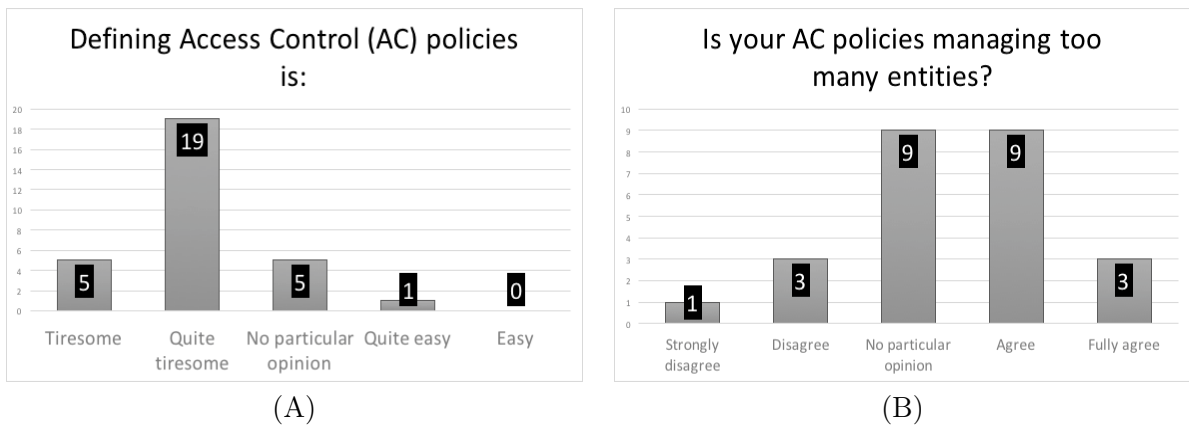 Defining Access Control (AC) policies
is:
20
18
16
14
12
10
8
6
4
2
0
5
19
5
1
0
Tiresome
Quite
tiresome
No particular
opinion
Quite easy
Easy
(A)
Is your AC policies managing too
many entities?
10
9
8
7
6
5
4
3
2
1
0
1
3
9
9
3
Strongly
disagree
Disagree
No particular
opinion
Agree
Fully agree
(B)